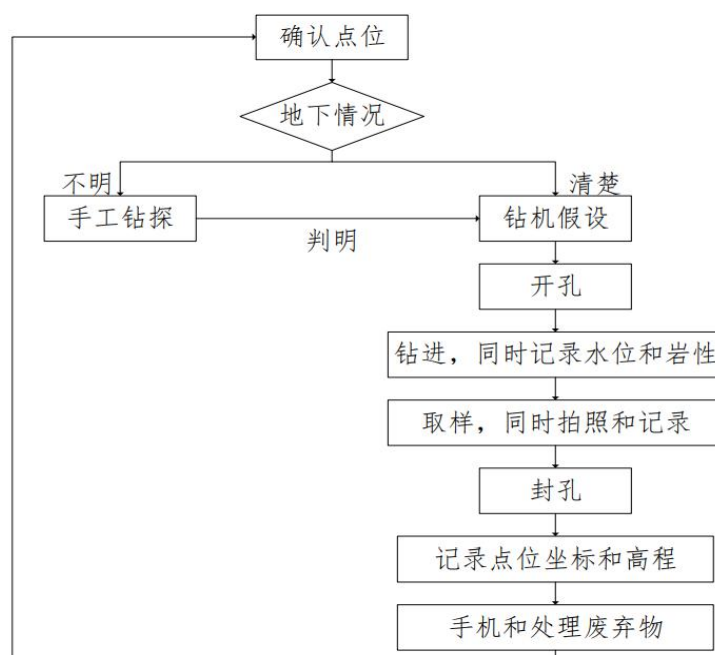 确认点位
地下情况
不明
清楚
手工钻探
钻机假设
判明
开孔
钻进，同时记录水位和岩性
取样，同时拍照和记录
封孔
记录点位坐标和高程
手机和处理废弃物